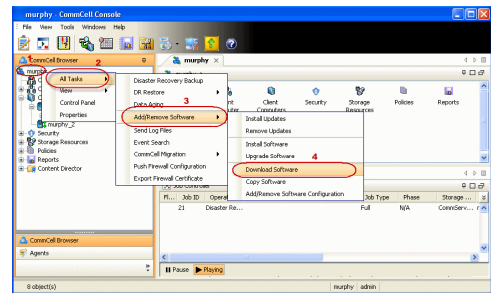 murphy - CommCell Console
File View Tools Windows Help
CommCell Browser
murphy
1
2
3
4
All Tasks
View
Control Panel
Properties
murphy_2
Security
Storage Resources
Policies
Reports
Content Director
Disaster Recovery Backup
DR Restore
Data Aging
Add/Remove Software
Send Log Files
Event Search
CommCell Migration
Push Firewall Configuration
Export Firewall Certificate
Install Updates
Remove Updates
Install Software
Upgrade Software
Download Software
Copy Software
Add/Remove Software Configuration
murphy
Client Computers
Security
Storage Resources
Policies
Reports
Job Controller
Job ID
Job Type
Phase
Storage ...
21
Disaster Re...
Full
N/A
CommServ...
CommCell Browser
Agents
Pause
Playing
8 object(s)
murphy
admin